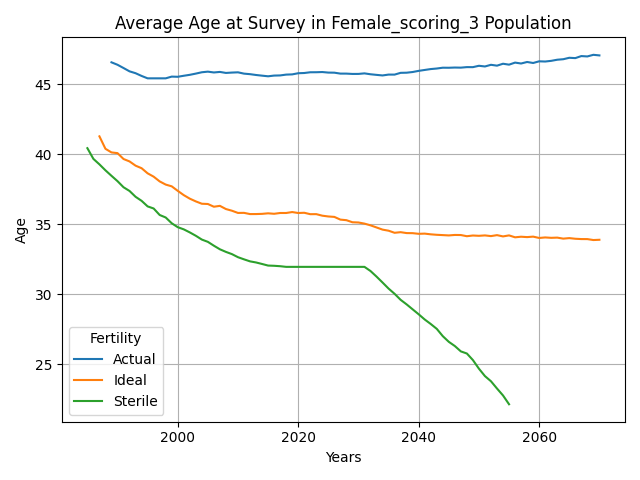 Average Age at Survey in Female_scoring_3 Population
Age
45
40
35
30
25
Fertility
Actual
Ideal
Sterile
2000
2020
2040
2060
Years